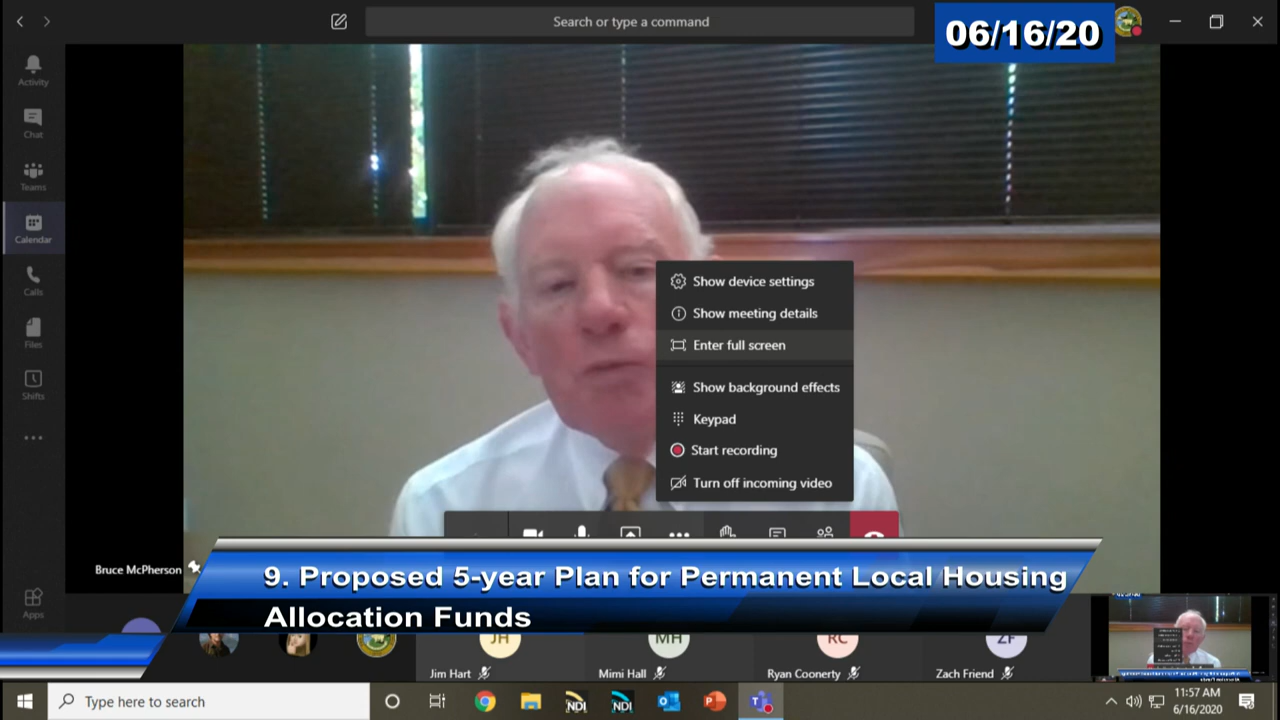 Search or type a command
06/16/20
Activity
Chat
Teams
Calendar
Calls
Files
Shifts
Apps
Show device settings
Show meeting details
Enter full screen
Show background effects
Keypad
Start recording
Turn off incoming video
Bruce McPherson
9. Proposed 5-year Plan for Permanent Local Housing
Allocation Funds
JH
MH
RC
ZF
Mimi Hall
Ryan Coonerty
Zach Friend
Type here to search
NDI
NDI
11:57 AM
6/16/2020